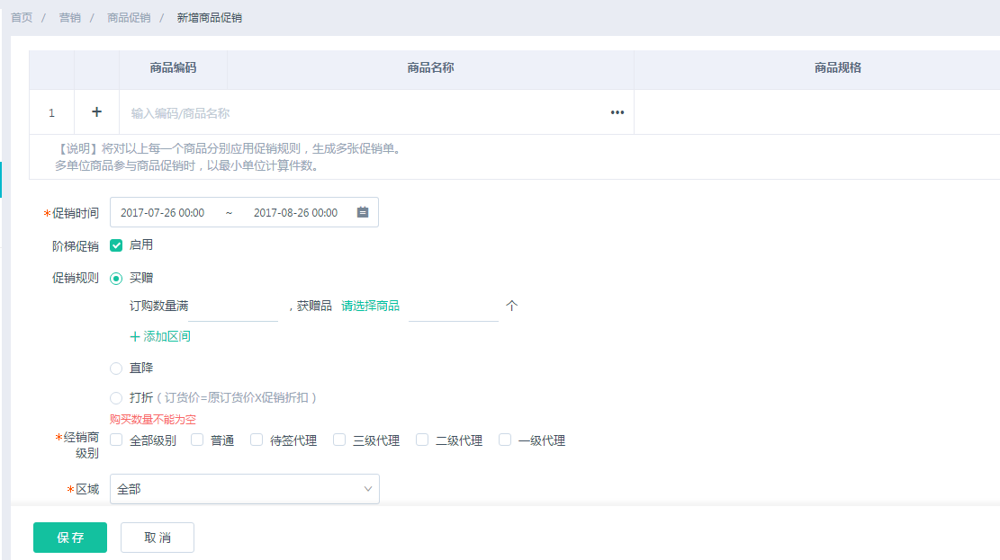 首页 / 营销 / 商品促销 / 新增商品促销
商品编码 商品名称 商品规格
1 + 输入编码/商品名称 •••
【说明】将对以上每一个商品分别应用促销规则，生成多张促销单。
多单位商品参与商品促销时，以最小单位计算件数。
*促销时间 2017-07-26 00:00 ~ 2017-08-26 00:00
阶梯促销 启用
促销规则 买赠
订购数量满 ，获赠品 请选择商品 个
+ 添加区间
直降
打折（订货价=原订货价X促销折扣）
购买数量不能为空
*经销商
级别 全部级别 普通 待签代理 三级代理 二级代理 一级代理
*区域 全部
保存 取消